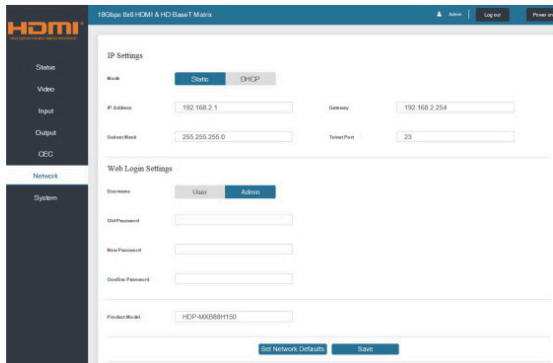 18Gbps 8x8 HDMI & HDBaseT Matrix
Admin
Log out
Power on
HDMI
Status
Video
Input
Output
CEC
Network
System
IP Settings
Mode Static DHCP
IP Address 192.168.2.1 Gateway 192.168.2.254
Subnet Mask 255.255.255.0 Telnet Port 23
Web Login Settings
Username User Admin
Old Password
New Password
Confirm Password
Product Model HDP-MXB88H150
Set Network Defaults Save